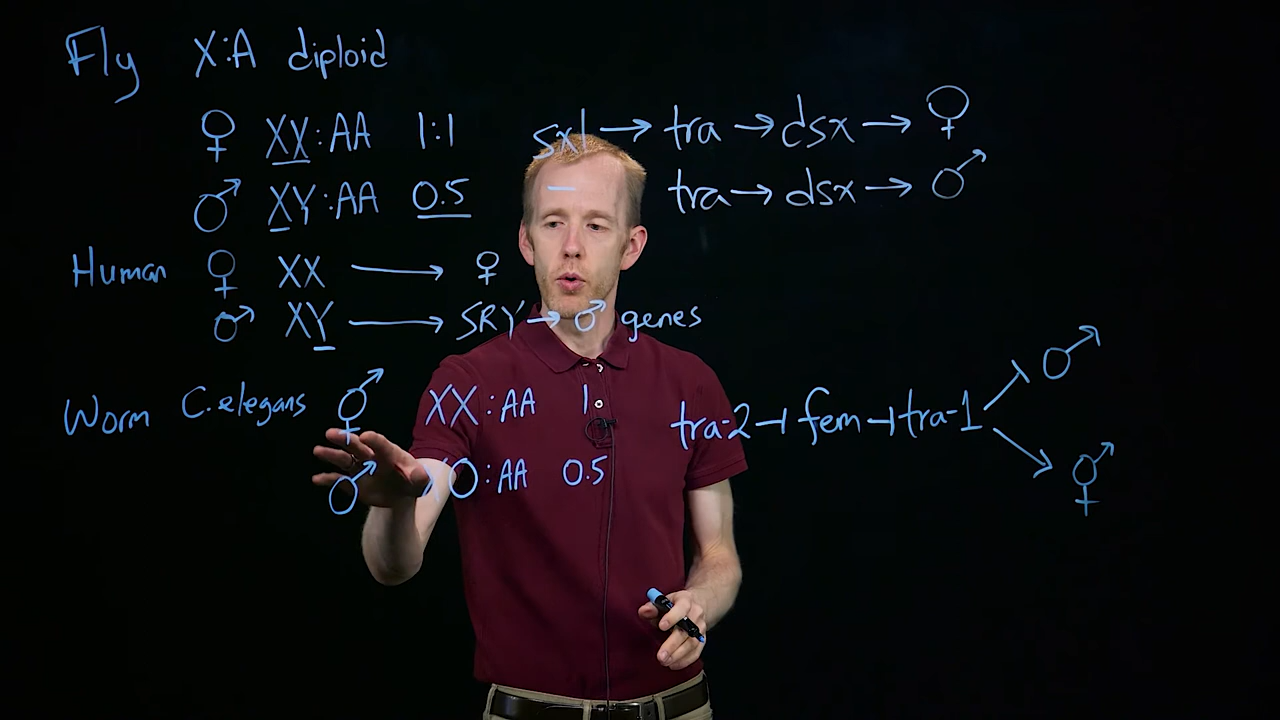 Fly X:A diploid
♀ XX:AA 1:1 sxl → tra → dsx → ♀
♂ XY:AA 0.5 — tra → dsx → ♂
Human ♀ XX → ♀
♂ XY → SRY → ♂ genes
Worm C.elegans ⚥ XX:AA 1 tra-2 ⊣ fem ⊣ tra-1 ⊣ ♂
→ ⚥
♂ XO:AA 0.5